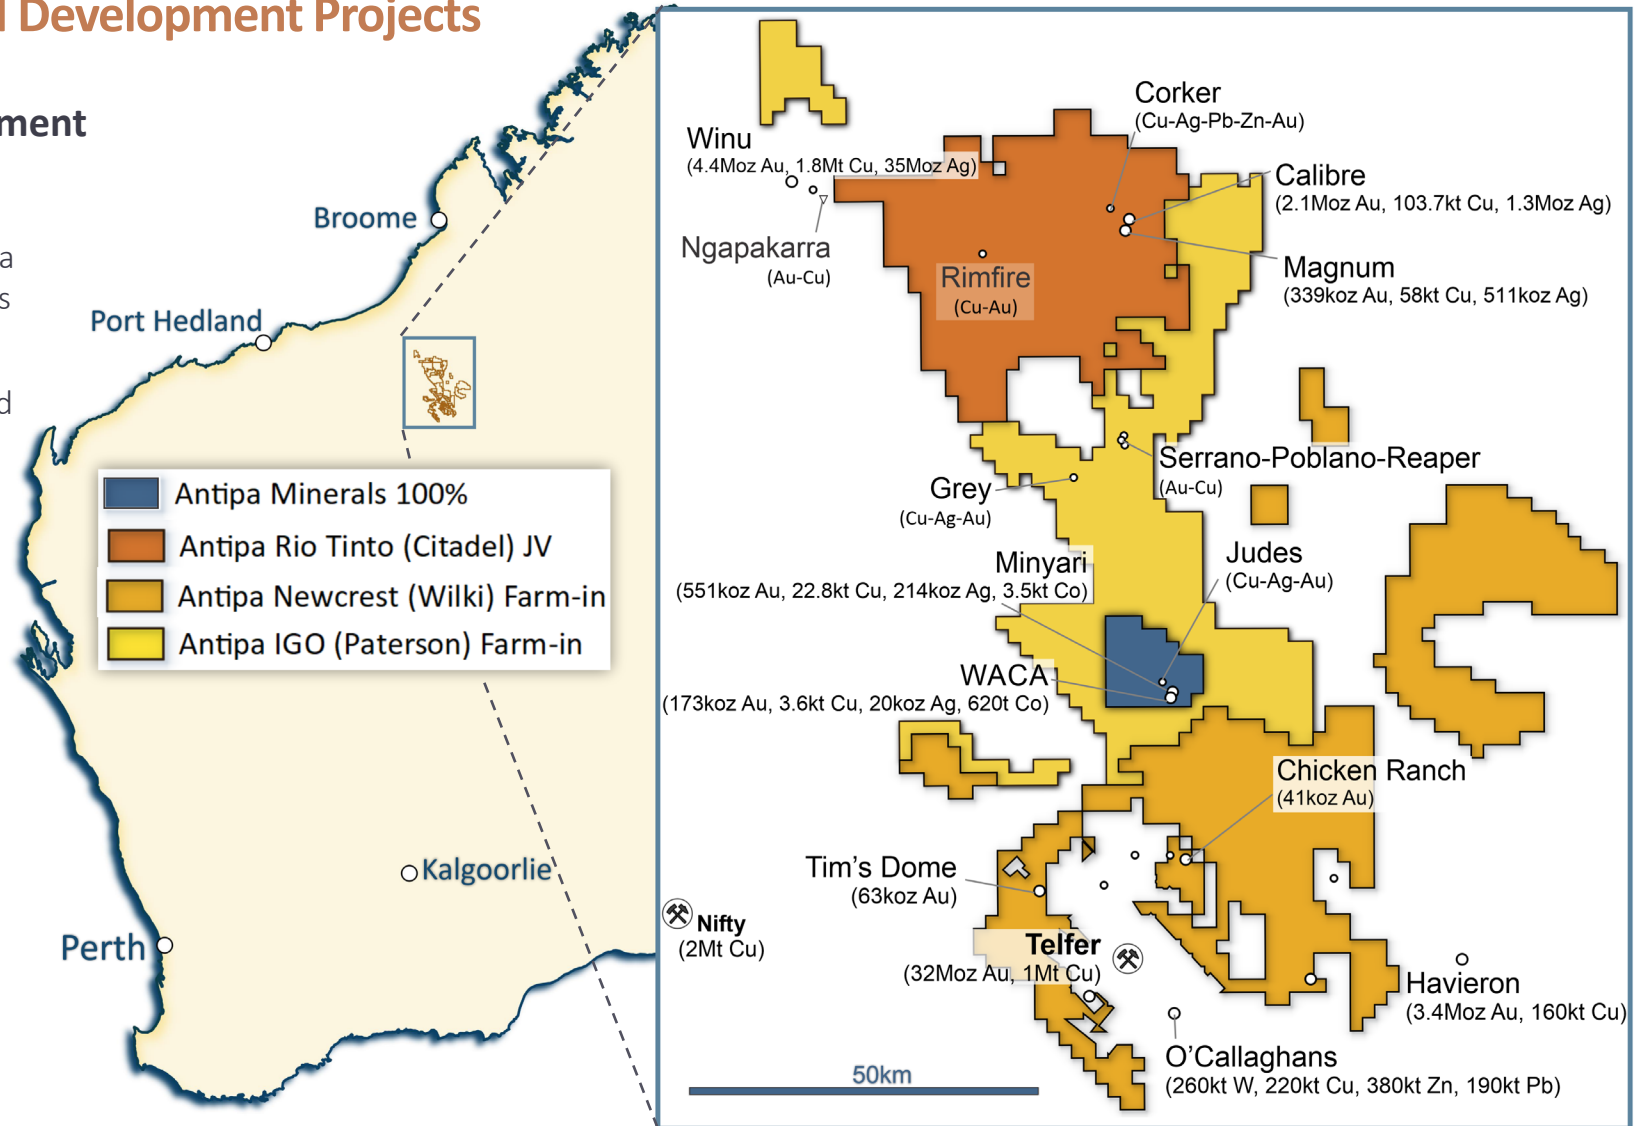 l Development Projects
ment
a
s
d
Broome
Port Hedland
Antipa Minerals 100%
Antipa Rio Tinto (Citadel) JV
Antipa Newcrest (Wilki) Farm-in
Antipa IGO (Paterson) Farm-in
Kalgoorlie
Perth
Corker
(Cu-Ag-Pb-Zn-Au)
Winu
(4.4Moz Au, 1.8Mt Cu, 35Moz Ag)
Calibre
(2.1Moz Au, 103.7kt Cu, 1.3Moz Ag)
Ngapakarra
(Au-Cu)
Rimfire
(Cu-Au)
Magnum
(339koz Au, 58kt Cu, 511koz Ag)
Serrano-Poblano-Reaper
(Au-Cu)
Grey
(Cu-Ag-Au)
Judes
(Cu-Ag-Au)
Minyari
(551koz Au, 22.8kt Cu, 214koz Ag, 3.5kt Co)
WACA
(173koz Au, 3.6kt Cu, 20koz Ag, 620t Co)
Chicken Ranch
(41koz Au)
Tim's Dome
(63koz Au)
Nifty
(2Mt Cu)
Telfer
(32Moz Au, 1Mt Cu)
Havieron
(3.4Moz Au, 160kt Cu)
O'Callaghans
(260kt W, 220kt Cu, 380kt Zn, 190kt Pb)
50km